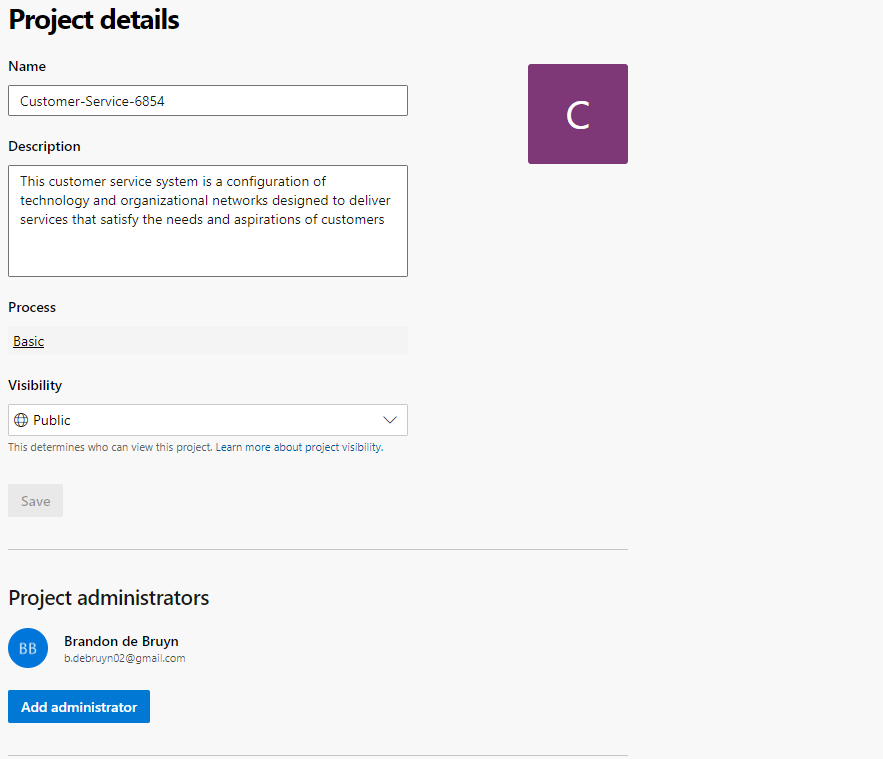 Project details
Name
Customer-Service-6854
C
Description
This customer service system is a configuration of
technology and organizational networks designed to deliver
services that satisfy the needs and aspirations of customers
Process
Basic
Visibility
Public
This determines who can view this project. Learn more about project visibility.
Save
Project administrators
BB
Brandon de Bruyn
b.debruyn02@gmail.com
Add administrator